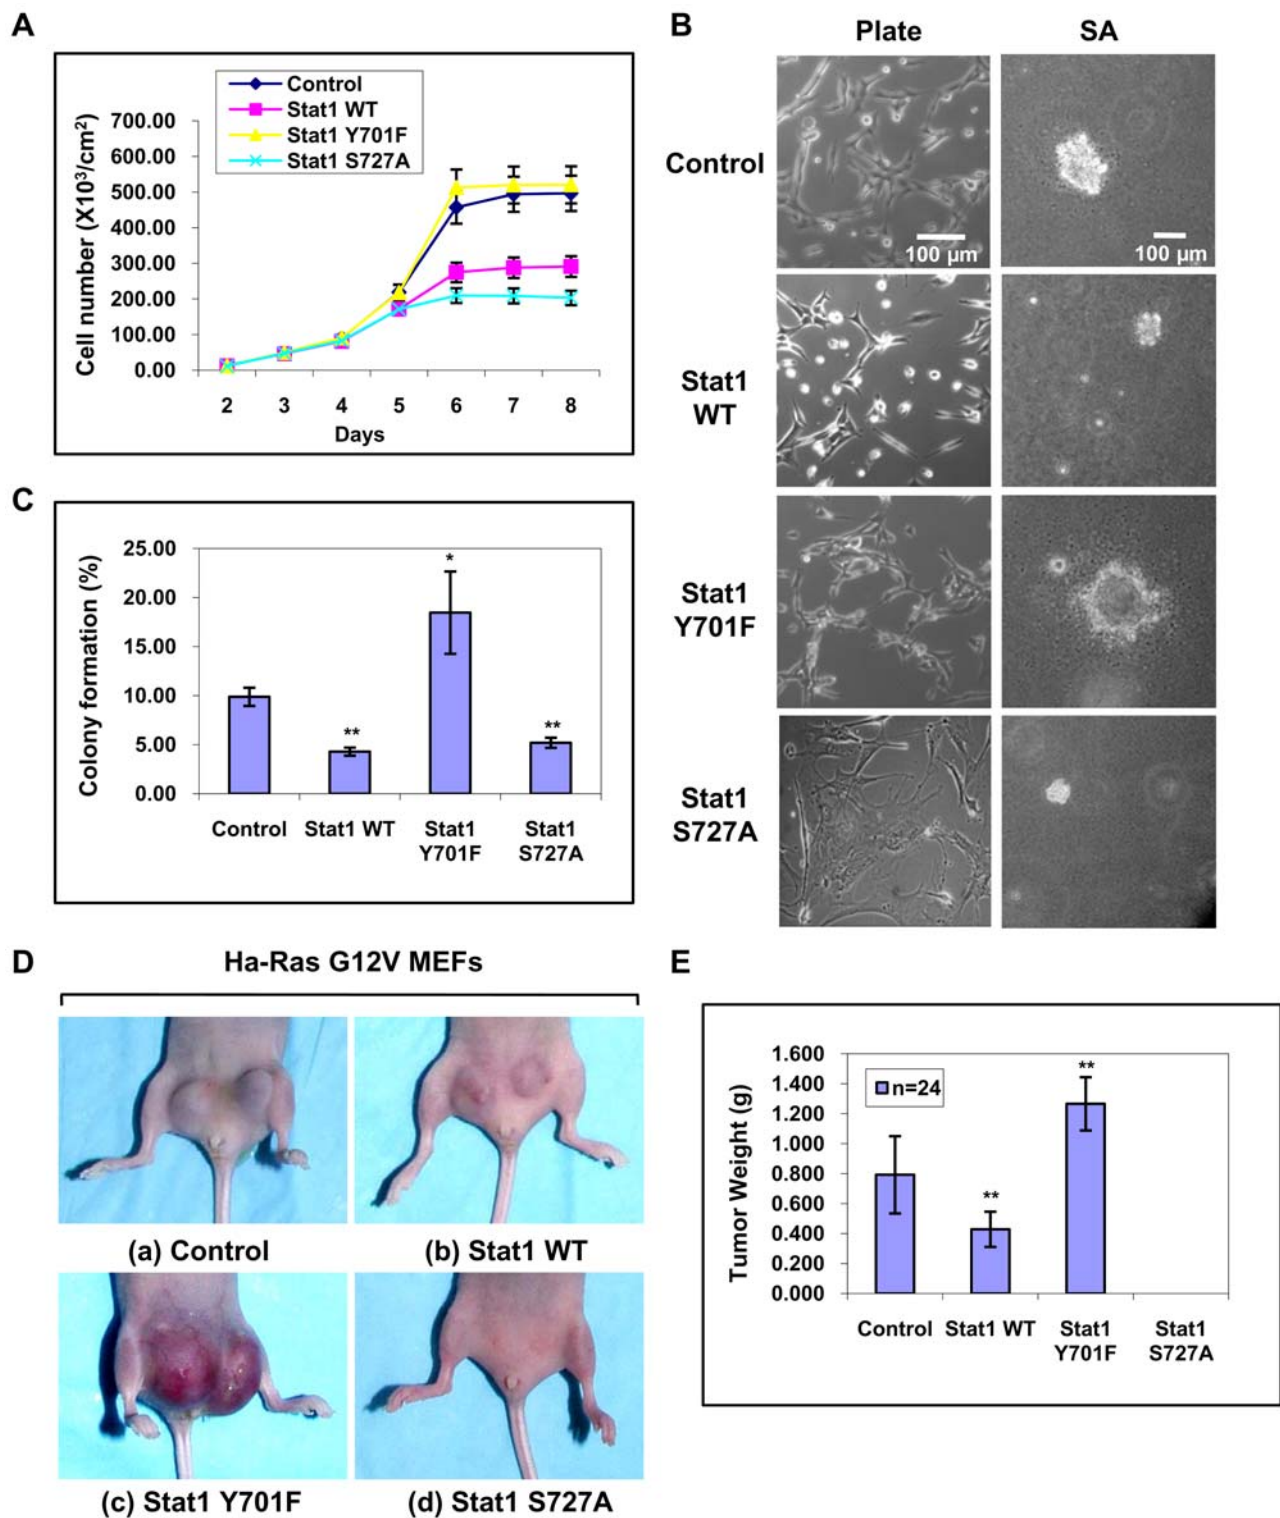 A
Control
Stat1 WT
Stat1 Y701F
Stat1 S727A
700.00
600.00
500.00
400.00
300.00
200.00
100.00
0.00
Cell number (X10³/cm²)
2 3 4 5 6 7 8
Days
B
Plate SA
Control
100 µm 100 µm
Stat1
WT
Stat1
Y701F
Stat1
S727A
C
25.00
20.00
15.00
10.00
5.00
0.00
Colony formation (%)
*
**
**
Control Stat1 WT Stat1 Stat1
Y701F S727A
D
Ha-Ras G12V MEFs
(a) Control (b) Stat1 WT
(c) Stat1 Y701F (d) Stat1 S727A
E
1.600
1.400
1.200
1.000
0.800
0.600
0.400
0.200
0.000
Tumor Weight (g)
n=24
**
**
Control Stat1 WT Stat1 Stat1
Y701F S727A